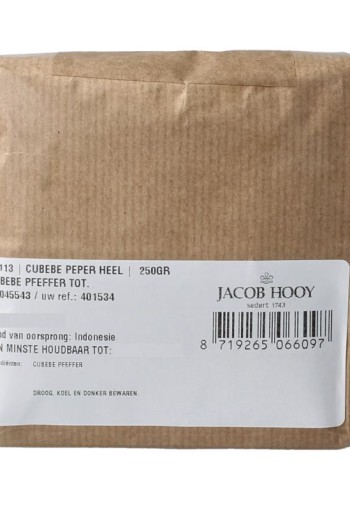 113 | CUBEBE PEPER HEEL | 250GR
BEBE PFEFFER TOT.
045543 / uw ref.: 401534
JACOB HOOY
sedert 1743
nd van oorsprong: Indonesie
N MINSTE HOUDBAAR TOT:
CUBEBE PFEFFER
8 719265 066097
DROOG, KOEL EN DONKER BEWAREN